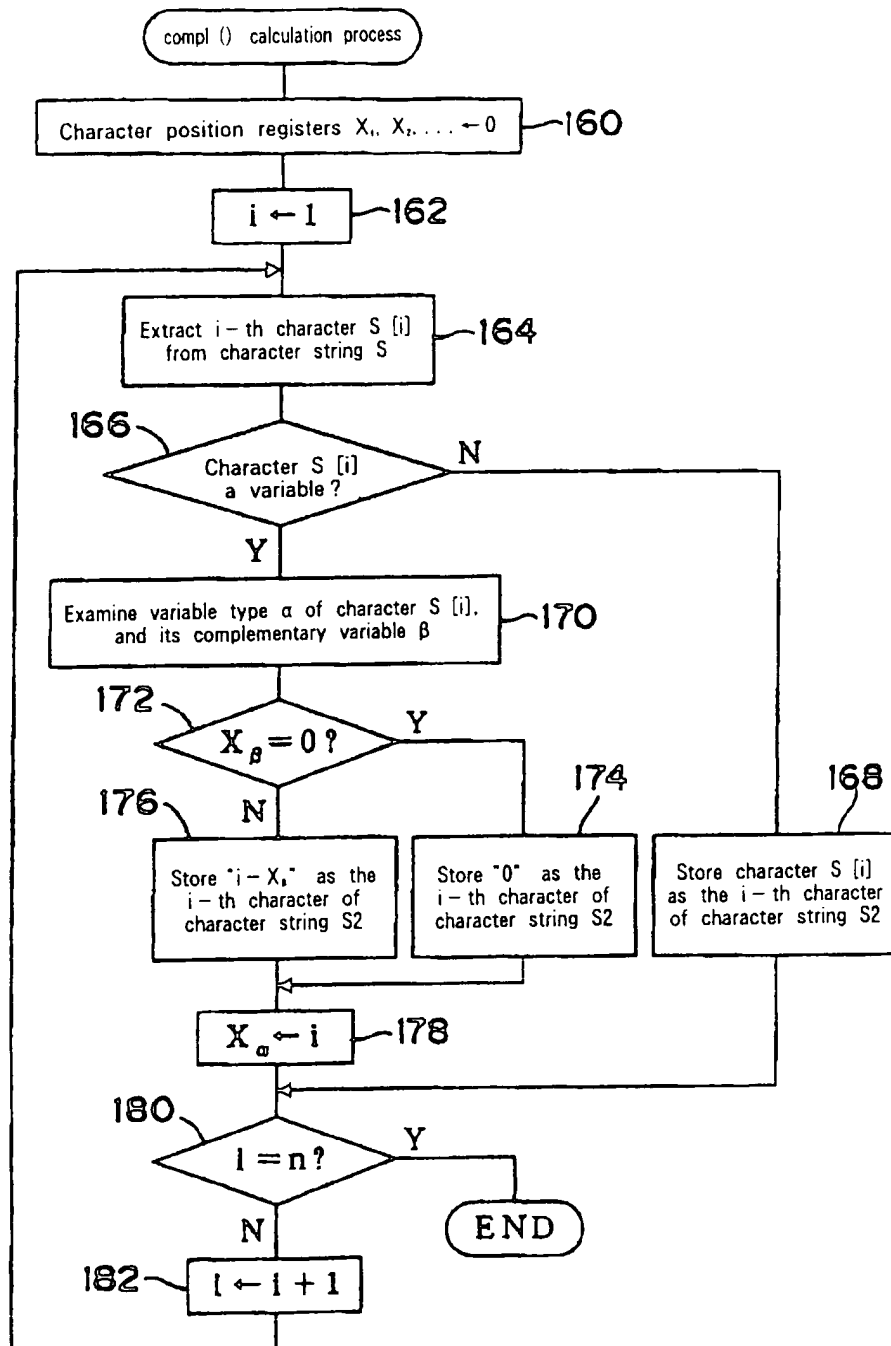 compl () calculation process
Character position registers X₁, X₂, . . . . ← 0
160
i ← 1
162
Extract i - th character S [i]
from character string S
164
166
Character S [i]
a variable?
N
Y
Examine variable type α of character S [i],
and its complementary variable β
170
172
X β = 0 ?
Y
N
176
174
168
Store "i - Xᵦ" as the
i - th character of
character string S2
Store "0" as the
i - th character of
character string S2
Store character S [i]
as the i - th character
of character string S2
X α ← i
178
180
I = n ?
Y
N
END
182
I ← i + 1